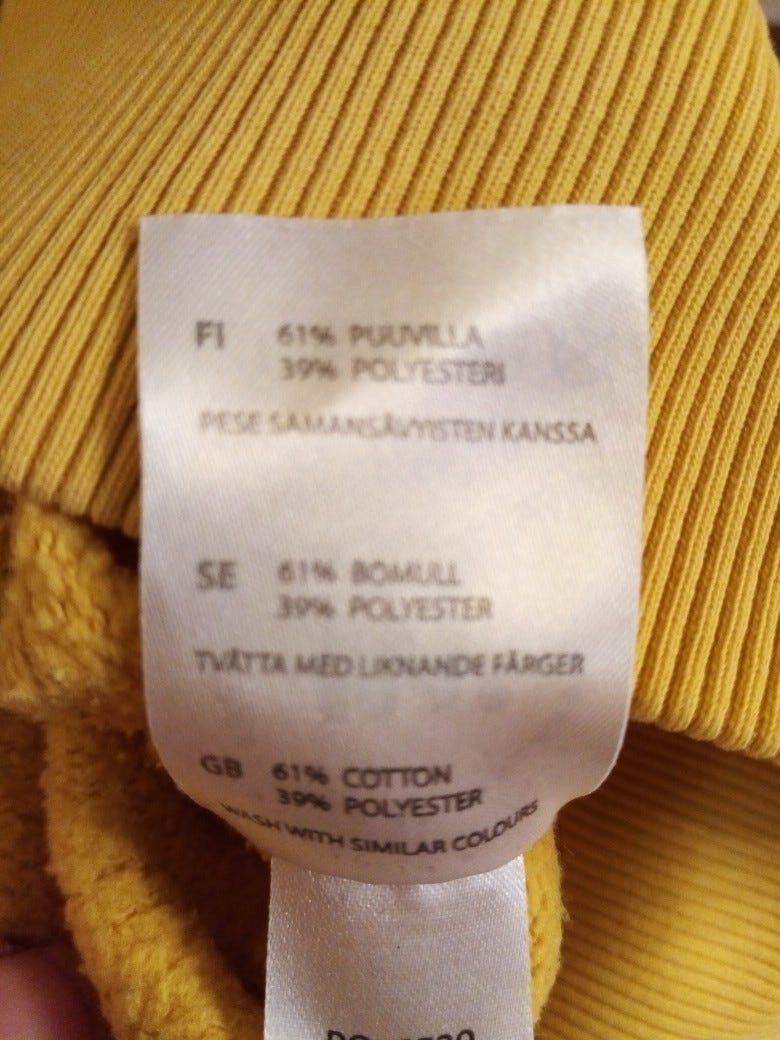 FI 61% PUUVILLA
39% POLYESTERI
PESE SAMANSÄVYISTEN KANSSA
SE 61% BOMULL
39% POLYESTER
TVÄTTA MED LIKNANDE FÄRGER
GB 61% COTTON
39% POLYESTER
WASH WITH SIMILAR COLOURS